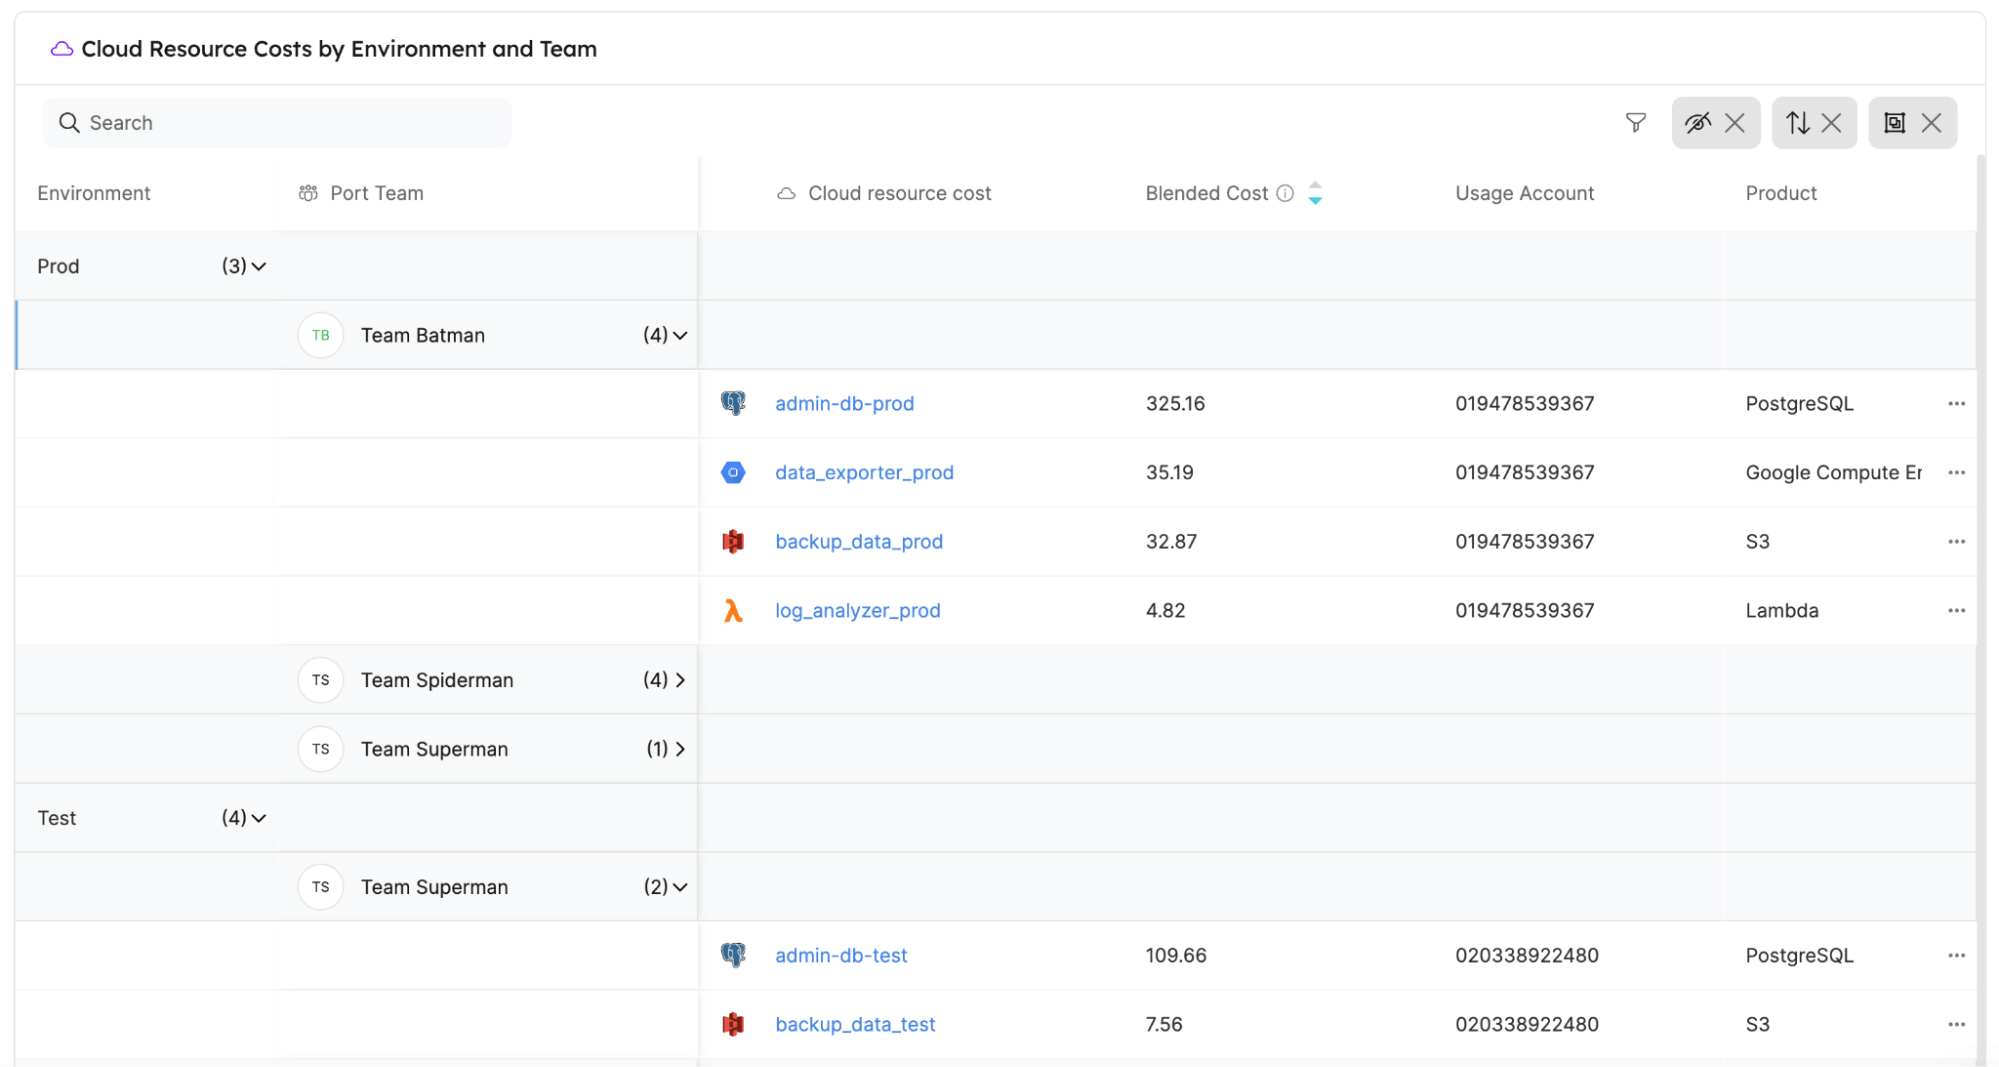 Cloud Resource Costs by Environment and Team
Search
Environment Port Team Cloud resource cost Blended Cost Usage Account Product
Prod (3)
TB Team Batman (4)
admin-db-prod 325.16 019478539367 PostgreSQL ...
data_exporter_prod 35.19 019478539367 Google Compute Er ...
backup_data_prod 32.87 019478539367 S3 ...
log_analyzer_prod 4.82 019478539367 Lambda ...
TS Team Spiderman (4)
TS Team Superman (1)
Test (4)
TS Team Superman (2)
admin-db-test 109.66 020338922480 PostgreSQL ...
backup_data_test 7.56 020338922480 S3 ...